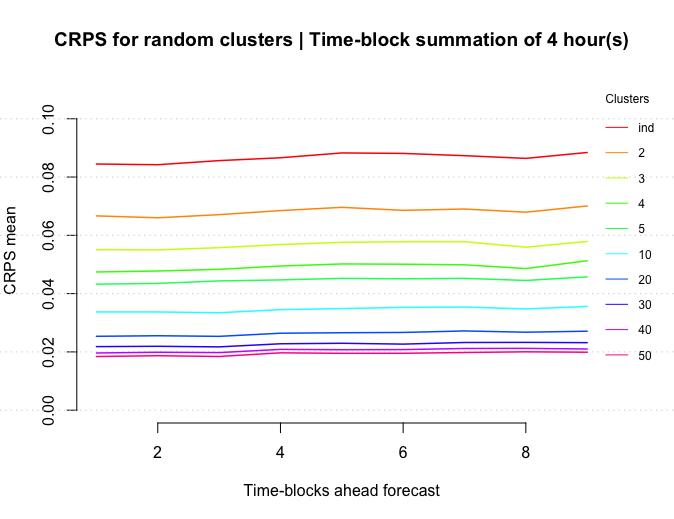 CRPS for random clusters | Time-block summation of 4 hour(s)
Clusters
ind
2
3
4
5
10
20
30
40
50
CRPS mean
0.10
0.08
0.06
0.04
0.02
0.00
2 4 6 8
Time-blocks ahead forecast